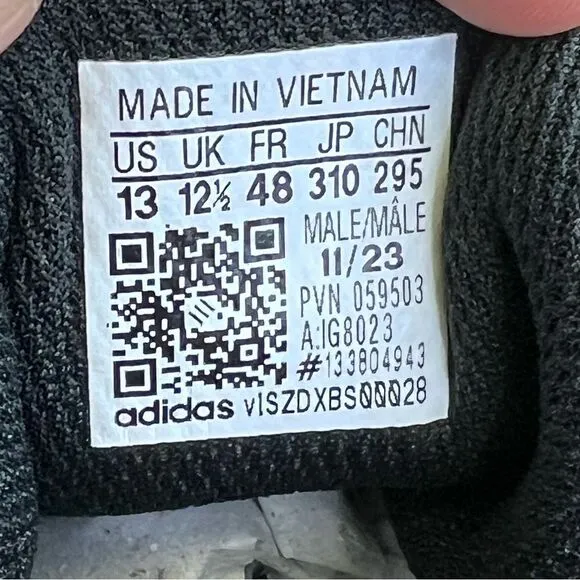 MADE IN VIETNAM
US UK FR JP CHN
13 12½ 48 310 295
MALE/MÂLE
11/23
PVN 059503
A:IG8023
#133804943
adidas vISZDXBS00028